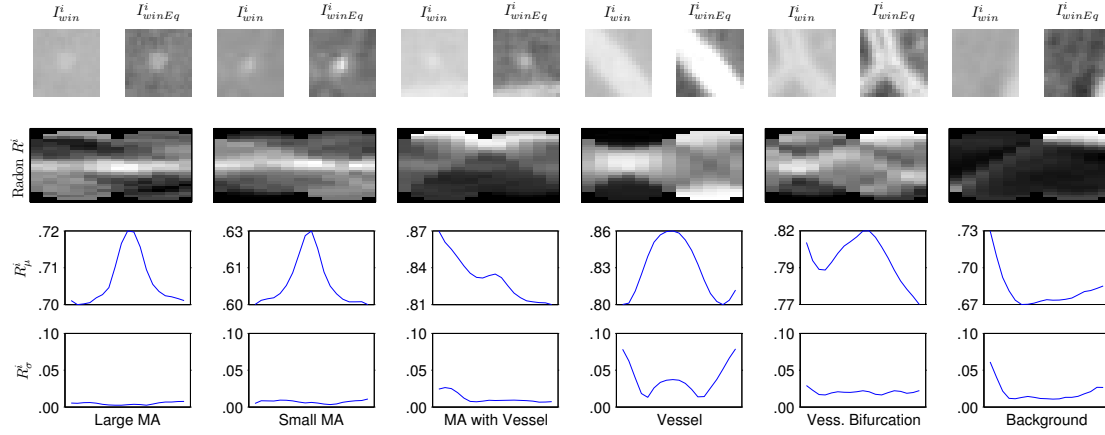 I^i_win I^i_winEq I^i_win I^i_winEq I^i_win I^i_winEq I^i_win I^i_winEq I^i_win I^i_winEq I^i_win I^i_winEq
Radon R^i
R^i_μ
.72 .71 .70
.63 .61 .60
.87 .84 .81
.86 .83 .80
.82 .79 .77
.73 .70 .67
R^i_σ
.10 .05 .00
.10 .05 .00
.10 .05 .00
.10 .05 .00
.10 .05 .00
.10 .05 .00
Large MA
Small MA
MA with Vessel
Vessel
Vess. Bifurcation
Background